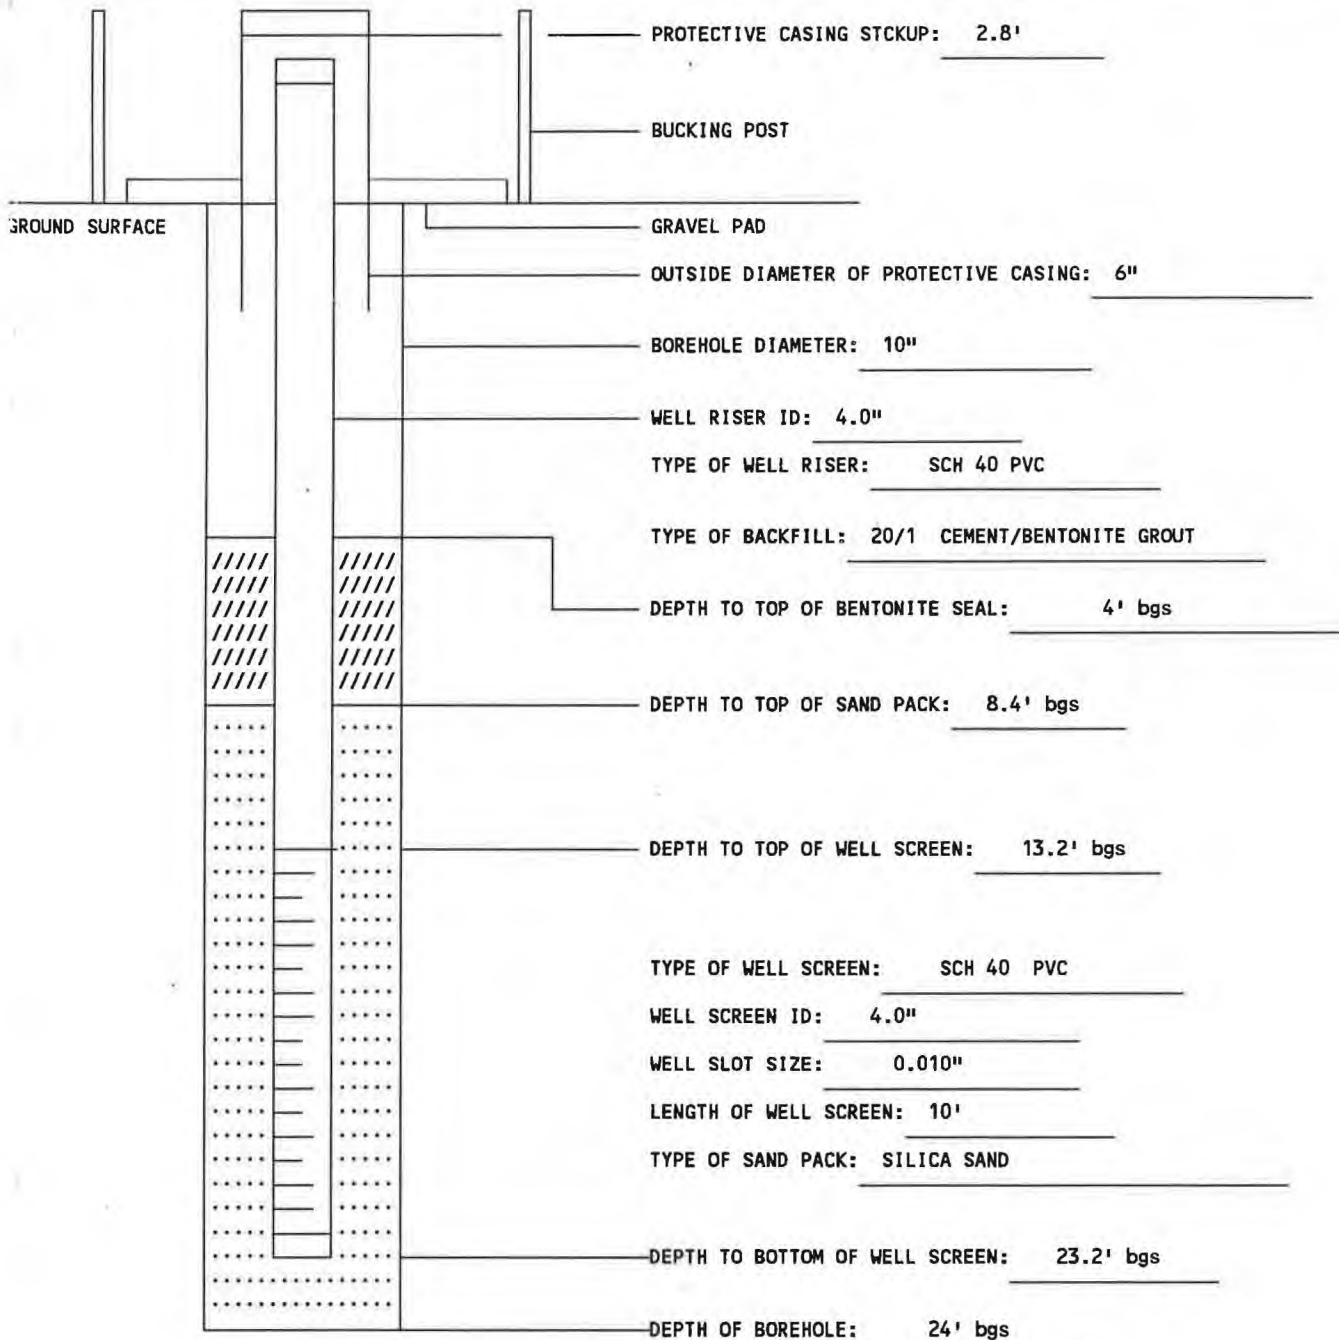 PROTECTIVE CASING STCKUP: 2.8'
BUCKING POST
GROUND SURFACE
GRAVEL PAD
OUTSIDE DIAMETER OF PROTECTIVE CASING: 6"
BOREHOLE DIAMETER: 10"
WELL RISER ID: 4.0"
TYPE OF WELL RISER: SCH 40 PVC
TYPE OF BACKFILL: 20/1 CEMENT/BENTONITE GROUT
DEPTH TO TOP OF BENTONITE SEAL: 4' bgs
DEPTH TO TOP OF SAND PACK: 8.4' bgs
DEPTH TO TOP OF WELL SCREEN: 13.2' bgs
TYPE OF WELL SCREEN: SCH 40 PVC
WELL SCREEN ID: 4.0"
WELL SLOT SIZE: 0.010"
LENGTH OF WELL SCREEN: 10'
TYPE OF SAND PACK: SILICA SAND
DEPTH TO BOTTOM OF WELL SCREEN: 23.2' bgs
DEPTH OF BOREHOLE: 24' bgs